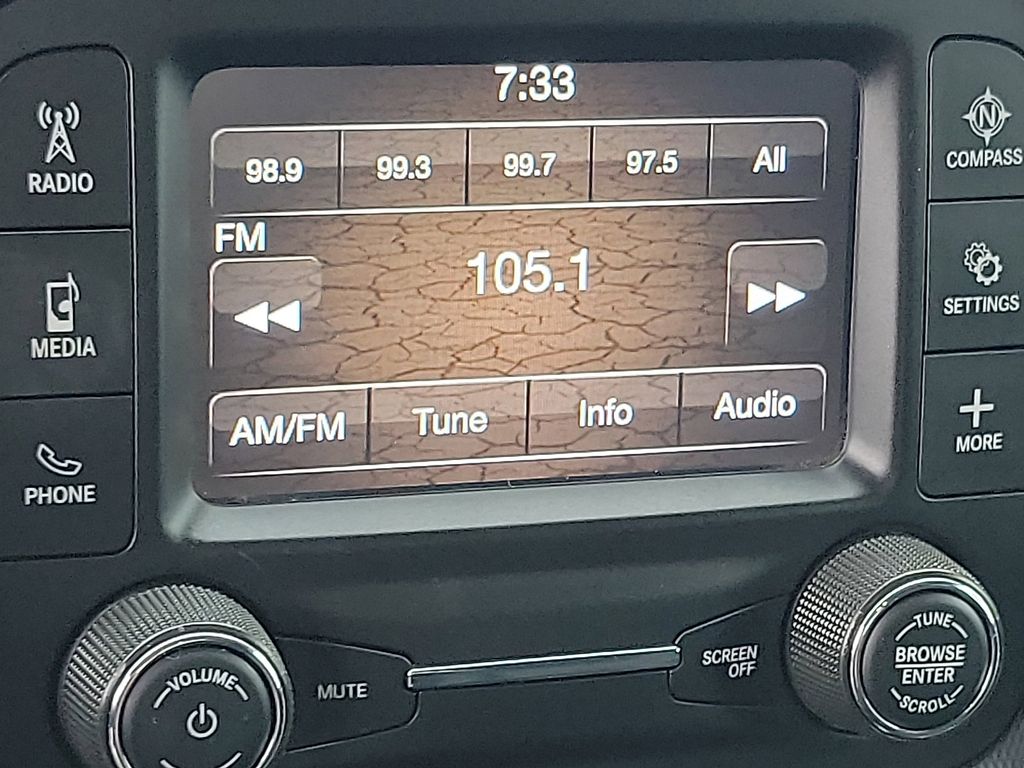 7:33
98.9 99.3 99.7 97.5 All
FM
105.1
AM/FM Tune Info Audio
RADIO
MEDIA
PHONE
N
COMPASS
SETTINGS
MORE
VOLUME
MUTE
SCREEN
OFF
TUNE
BROWSE
ENTER
SCROLL